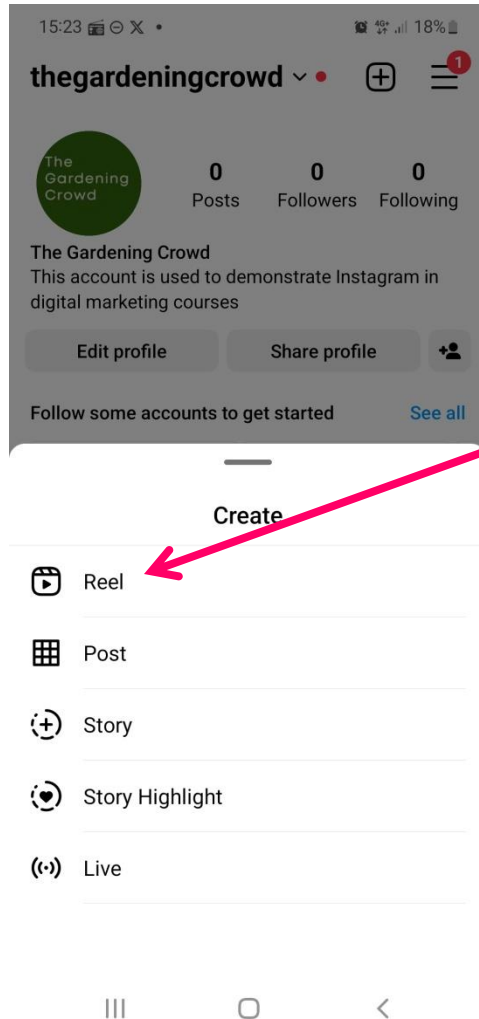 15:23 18%
thegardeningcrowd
1
The
Gardening
Crowd
0 0 0
Posts Followers Following
The Gardening Crowd
This account is used to demonstrate Instagram in
digital marketing courses
Edit profile Share profile
Follow some accounts to get started See all
Create
Reel
Post
Story
Story Highlight
Live